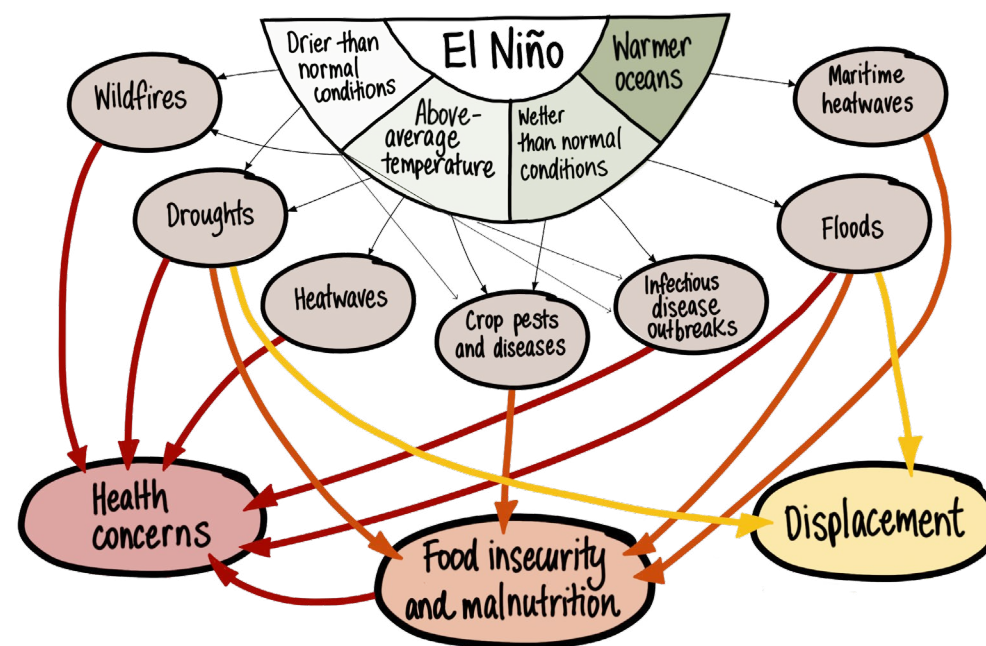 El Niño
Drier than
normal
conditions
Above-
average
temperature
Wetter
than normal
conditions
Warmer
oceans
Wildfires
Maritime
heatwaves
Droughts
Floods
Heatwaves
Crop pests
and diseases
Infectious
disease
outbreaks
Health
concerns
Food insecurity
and malnutrition
Displacement